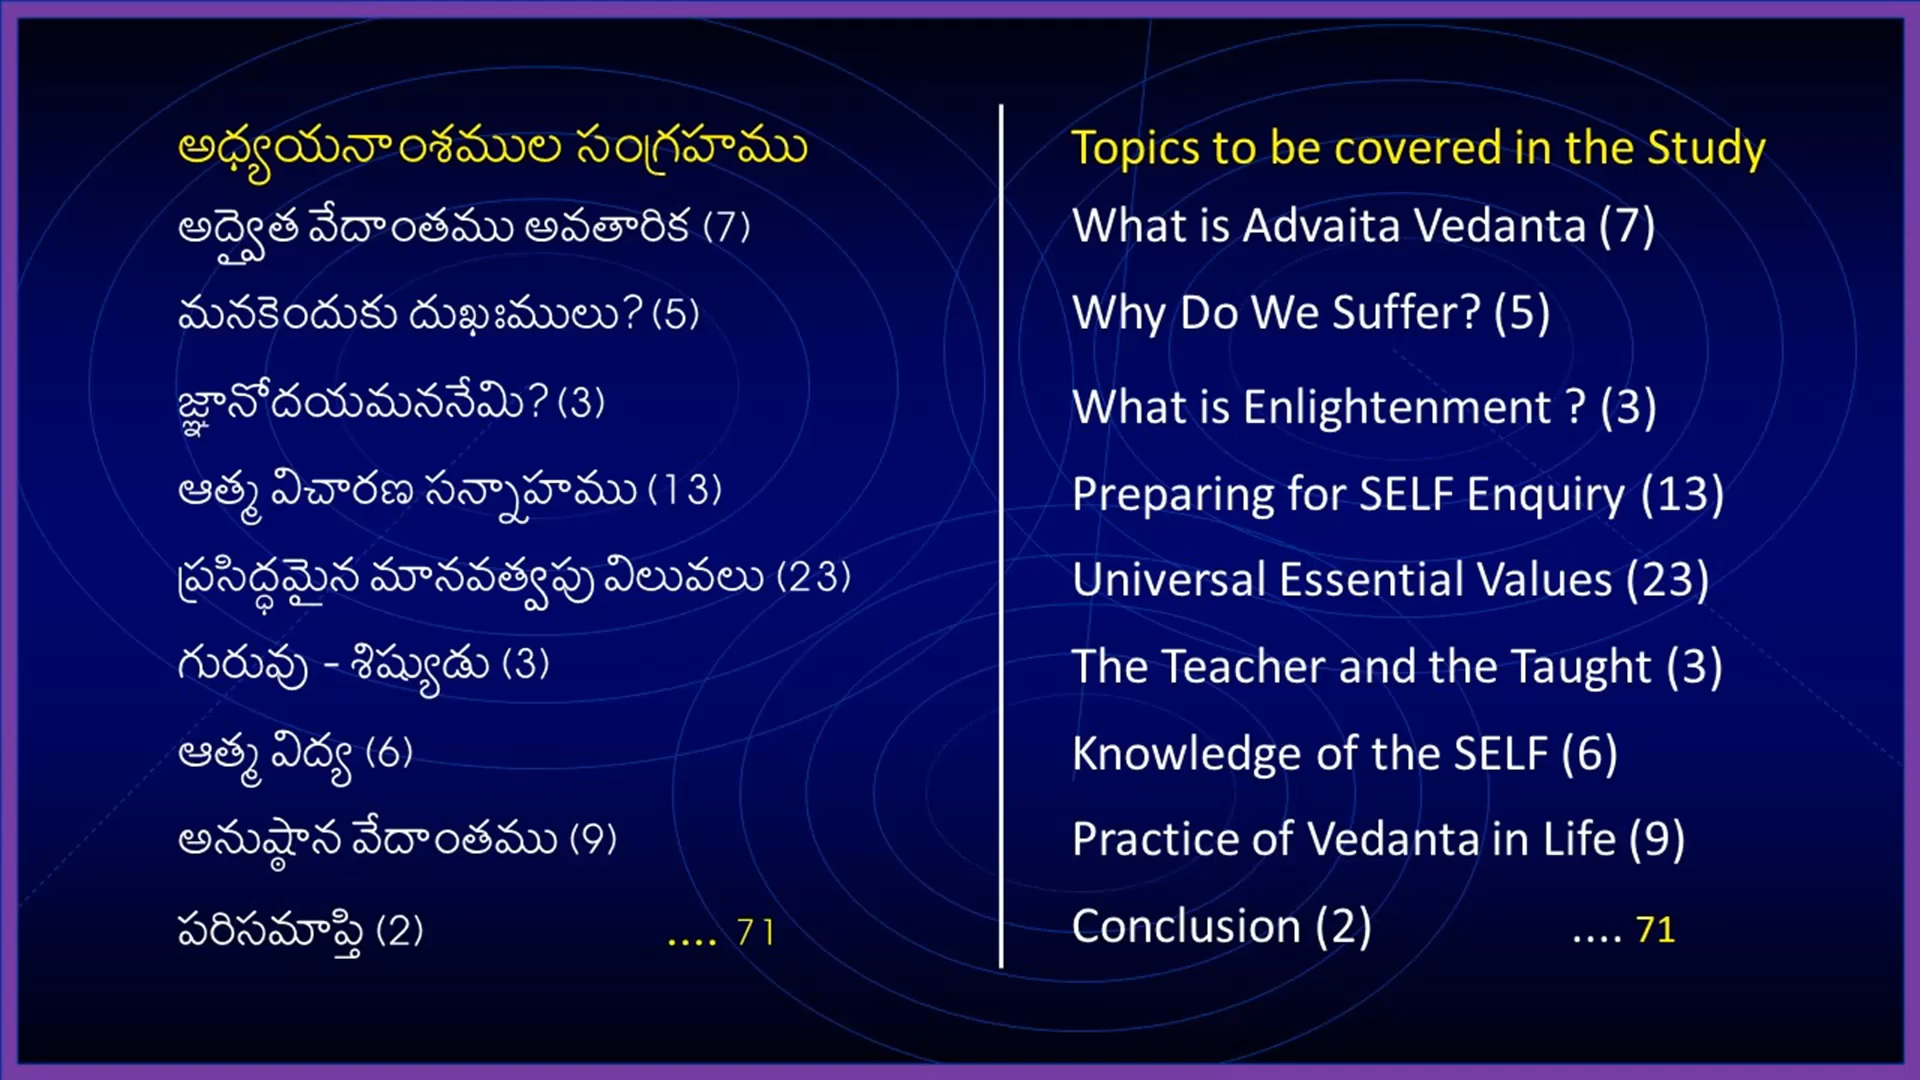 అధ్యయనాంశముల సంగ్రహము
అద్వైత వేదాంతము అవతారిక (7)
మనకెందుకు దుఖఃములు? (5)
జ్ఞానోదయమననేమి? (3)
ఆత్మ విచారణ సన్నాహము (13)
ప్రసిద్ధమైన మానవత్వపు విలువలు (23)
గురువు - శిష్యుడు (3)
ఆత్మ విద్య (6)
అనుష్ఠాన వేదాంతము (9)
పరిసమాప్తి (2) .... 71
Topics to be covered in the Study
What is Advaita Vedanta (7)
Why Do We Suffer? (5)
What is Enlightenment ? (3)
Preparing for SELF Enquiry (13)
Universal Essential Values (23)
The Teacher and the Taught (3)
Knowledge of the SELF (6)
Practice of Vedanta in Life (9)
Conclusion (2) .... 71